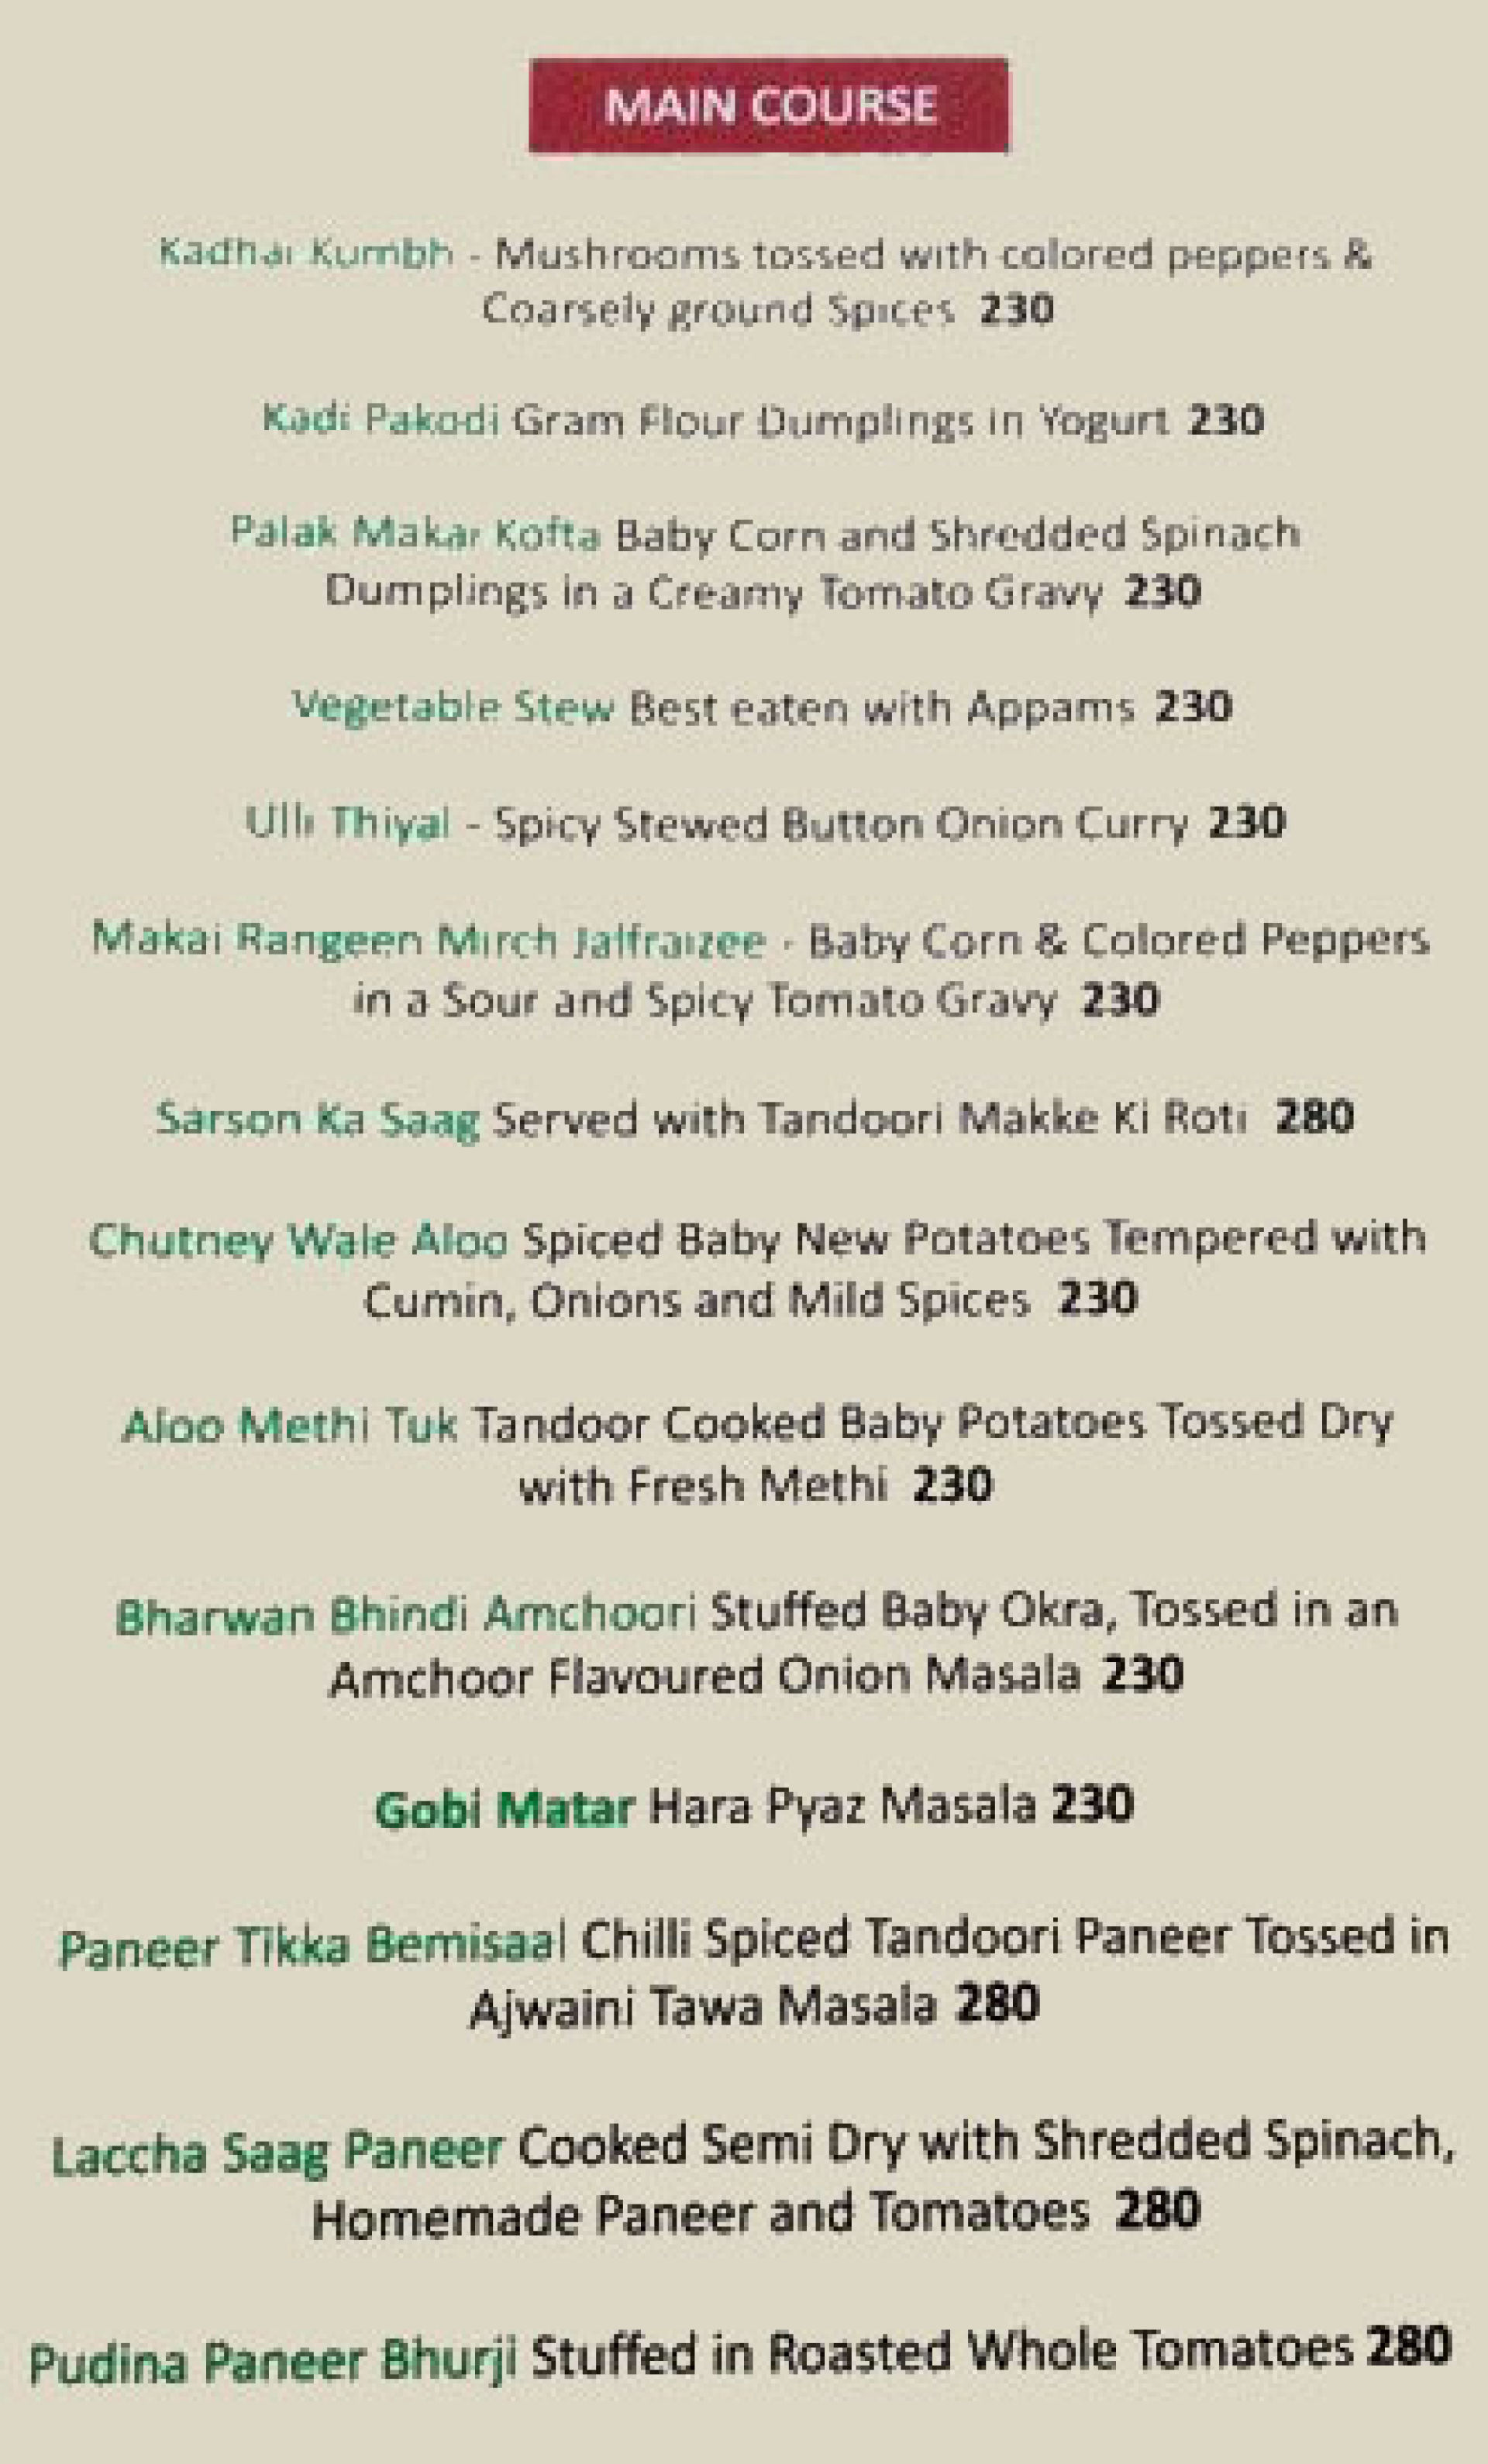 MAIN COURSE
Kadhai Kumbh - Mushrooms tossed with colored peppers &
Coarsely ground Spices 230
Kadi Pakodi Gram Flour Dumplings in Yogurt 230
Palak Makai Kofta Baby Corn and Shredded Spinach
Dumplings in a Creamy Tomato Gravy 230
Vegetable Stew Best eaten with Appams 230
Ulli Thiyal - Spicy Stewed Button Onion Curry 230
Makai Rangeen Mirch Jalfraizee - Baby Corn & Colored Peppers
in a Sour and Spicy Tomato Gravy 230
Sarson Ka Saag Served with Tandoori Makke Ki Roti 280
Chutney Wale Aloo Spiced Baby New Potatoes Tempered with
Cumin, Onions and Mild Spices 230
Aloo Methi Tuk Tandoor Cooked Baby Potatoes Tossed Dry
with Fresh Methi 230
Bharwan Bhindi Amchoori Stuffed Baby Okra, Tossed in an
Amchoor Flavoured Onion Masala 230
Gobi Matar Hara Pyaz Masala 230
Paneer Tikka Bemisaal Chilli Spiced Tandoori Paneer Tossed in
Ajwaini Tawa Masala 280
Laccha Saag Paneer Cooked Semi Dry with Shredded Spinach,
Homemade Paneer and Tomatoes 280
Pudina Paneer Bhurji Stuffed in Roasted Whole Tomatoes 280